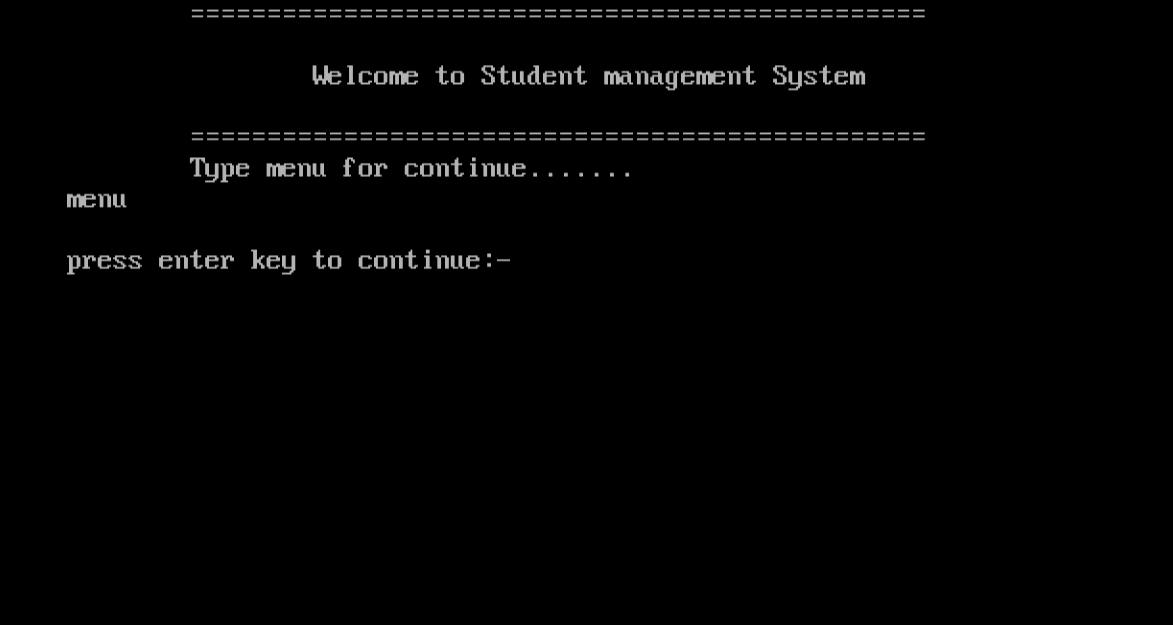 ================================================
Welcome to Student management System
================================================
Type menu for continue.......
menu
press enter key to continue:-